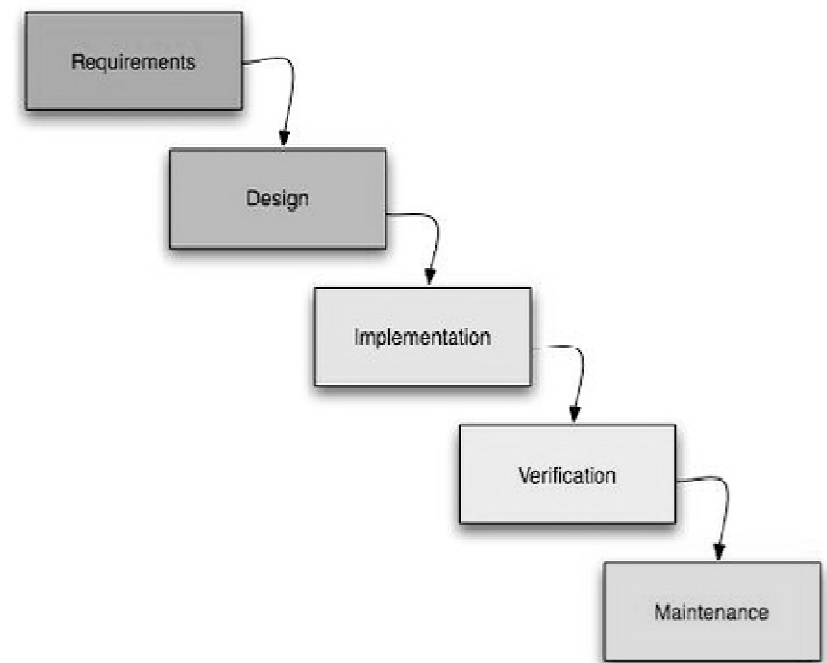 Requirements
Design
Implementation
Verification
Maintenance